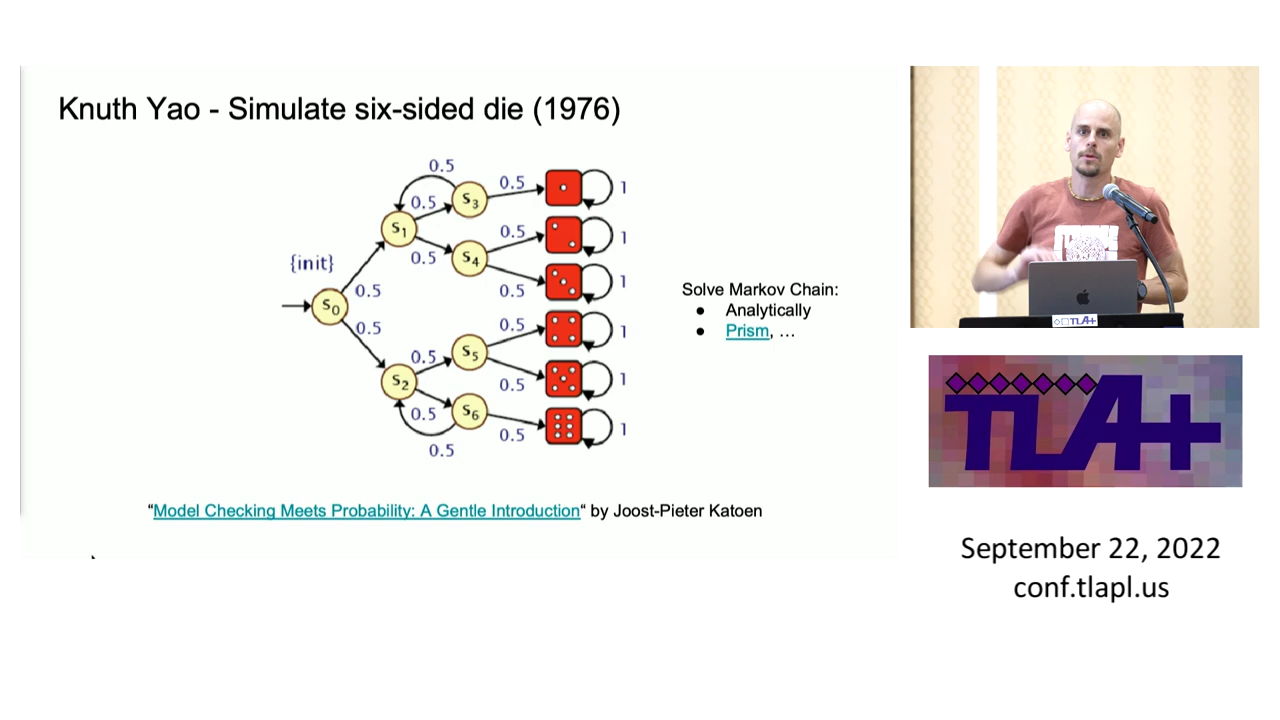 Knuth Yao - Simulate six-sided die (1976)
0.5
0.5
1
S3
0.5
S1
0.5
1
0.5
S4
{init}
0.5
1
0.5
S0
0.5
0.5
1
0.5
S5
S2
0.5
1
0.5
S6
0.5
1
0.5
Solve Markov Chain:
● Analytically
● Prism, …
“Model Checking Meets Probability: A Gentle Introduction“ by Joost-Pieter Katoen
TLA+
TLA+
September 22, 2022
conf.tlapl.us